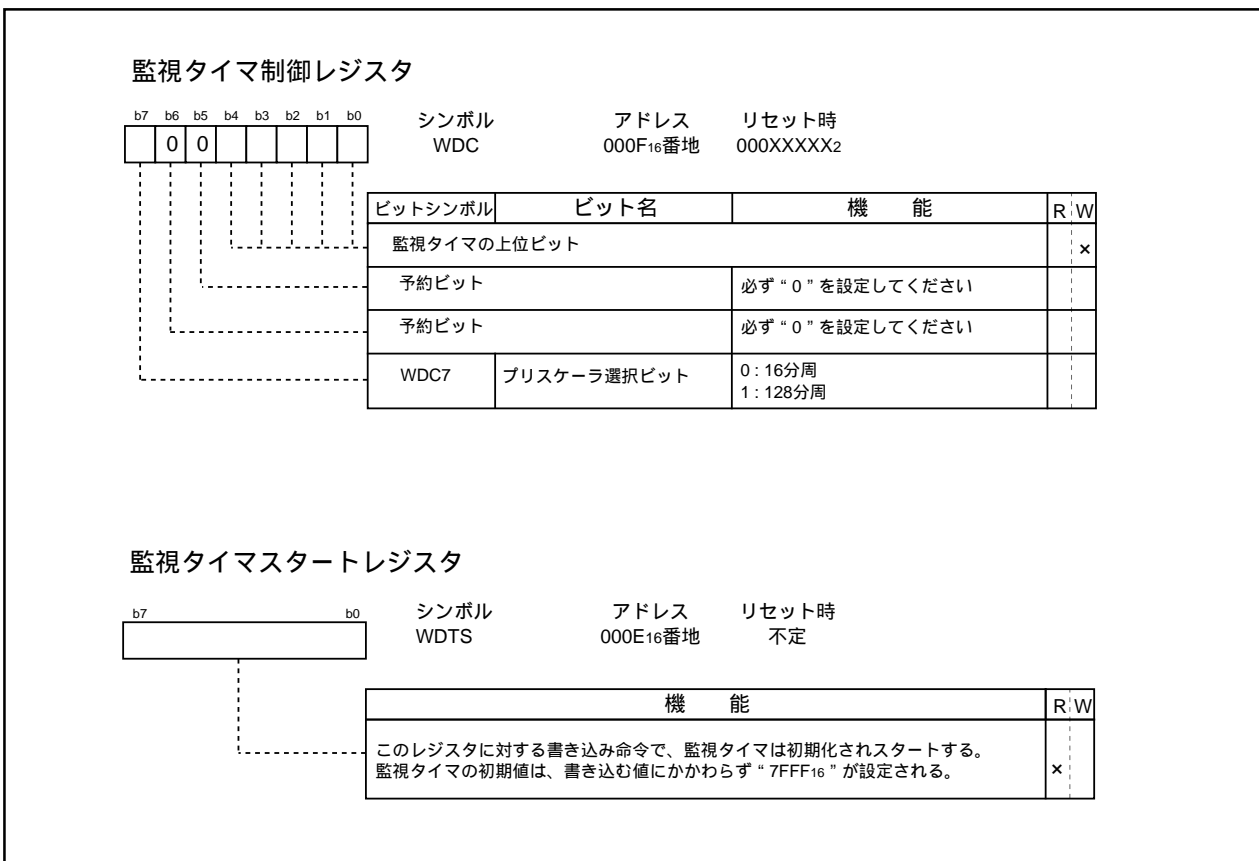 監視タイマ制御レジスタ
b7 b6 b5 b4 b3 b2 b1 b0
0 0
シンボル アドレス リセット時
WDC 000F16番地 000XXXXX2
ビットシンボル ビット名 機 能 R W
監視タイマの上位ビット ×
予約ビット 必ず“0”を設定してください
予約ビット 必ず“0”を設定してください
WDC7 プリスケーラ選択ビット 0 : 16分周
1 : 128分周
監視タイマスタートレジスタ
b7 b0
シンボル アドレス リセット時
WDTS 000E16番地 不定
機 能 R W
このレジスタに対する書き込み命令で、監視タイマは初期化されスタートする。
監視タイマの初期値は、書き込む値にかかわらず“7FFF16”が設定される。 ×